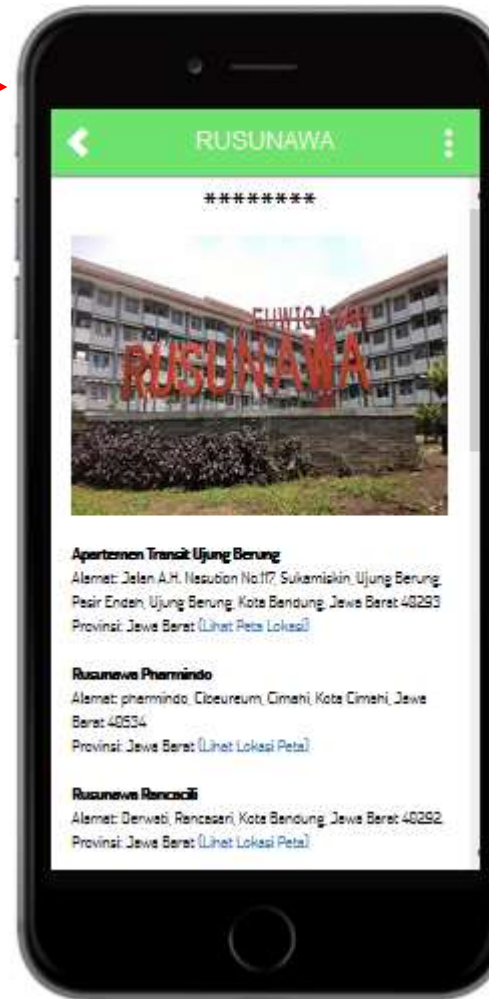 RUSUNAWA
********
LEUWIGAJAH
RUSUNAWA
Apartemen Transit Ujung Berung
Alamat: Jalan A.H. Nasution No.117, Sukamiskin, Ujung Berung,
Pasir Endah, Ujung Berung, Kota Bandung, Jawa Barat 40293
Provinsi: Jawa Barat (Lihat Peta Lokasi)
Rusunawa Pharmindo
Alamat: pharmindo, Cibeureum, Cimahi, Kota Cimahi, Jawa
Barat 40534
Provinsi: Jawa Barat (Lihat Lokasi Peta)
Rusunawa Rancacili
Alamat: Derwati, Rancasari, Kota Bandung, Jawa Barat 40292
Provinsi: Jawa Barat (Lihat Lokasi Peta)